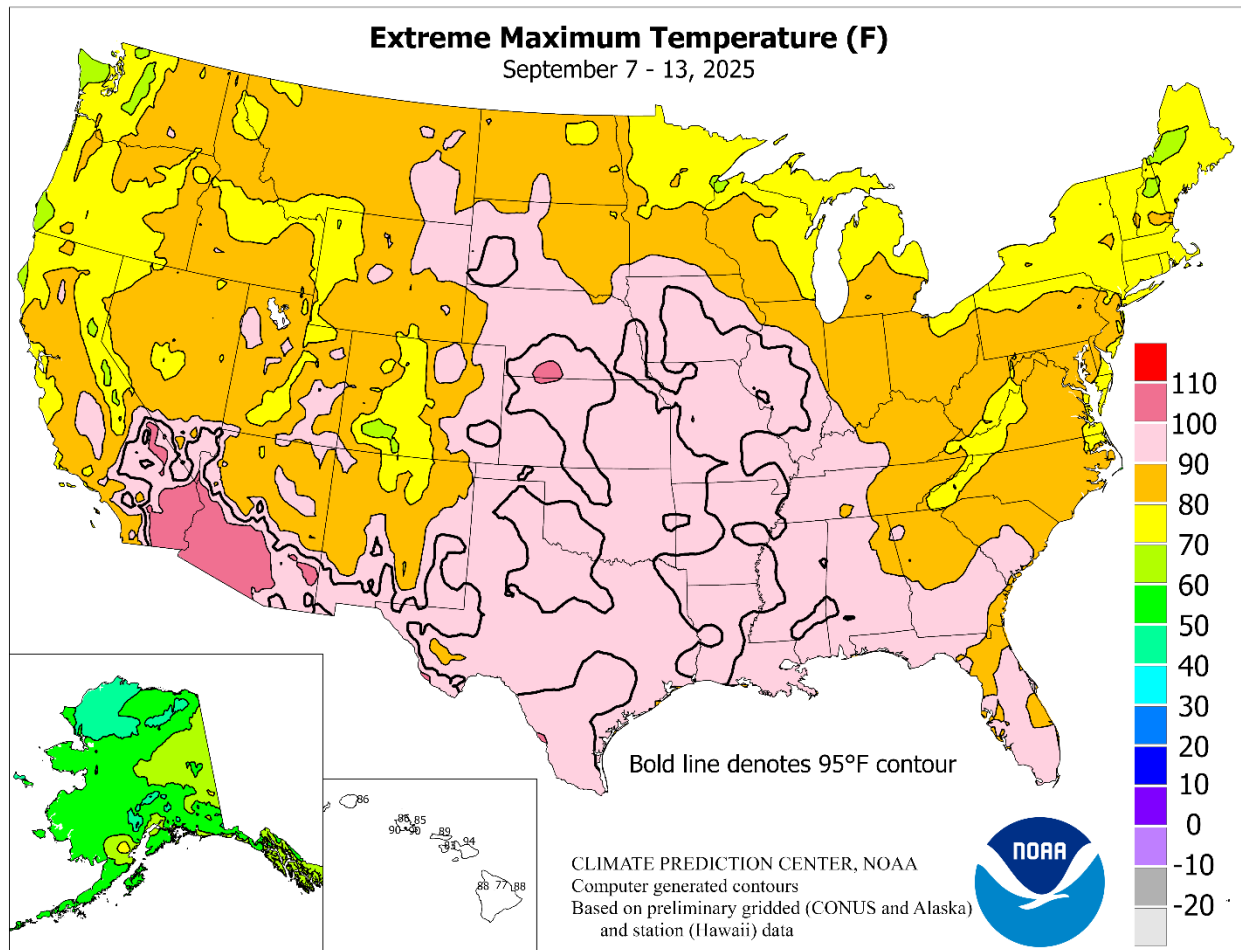 Extreme Maximum Temperature (F)
September 7 - 13, 2025
110
100
90
80
70
60
50
40
30
20
10
0
-10
-20
Bold line denotes 95°F contour
86
85
90
90
89
94
88
77
88
CLIMATE PREDICTION CENTER, NOAA
Computer generated contours
Based on preliminary gridded (CONUS and Alaska)
and station (Hawaii) data
NOAA